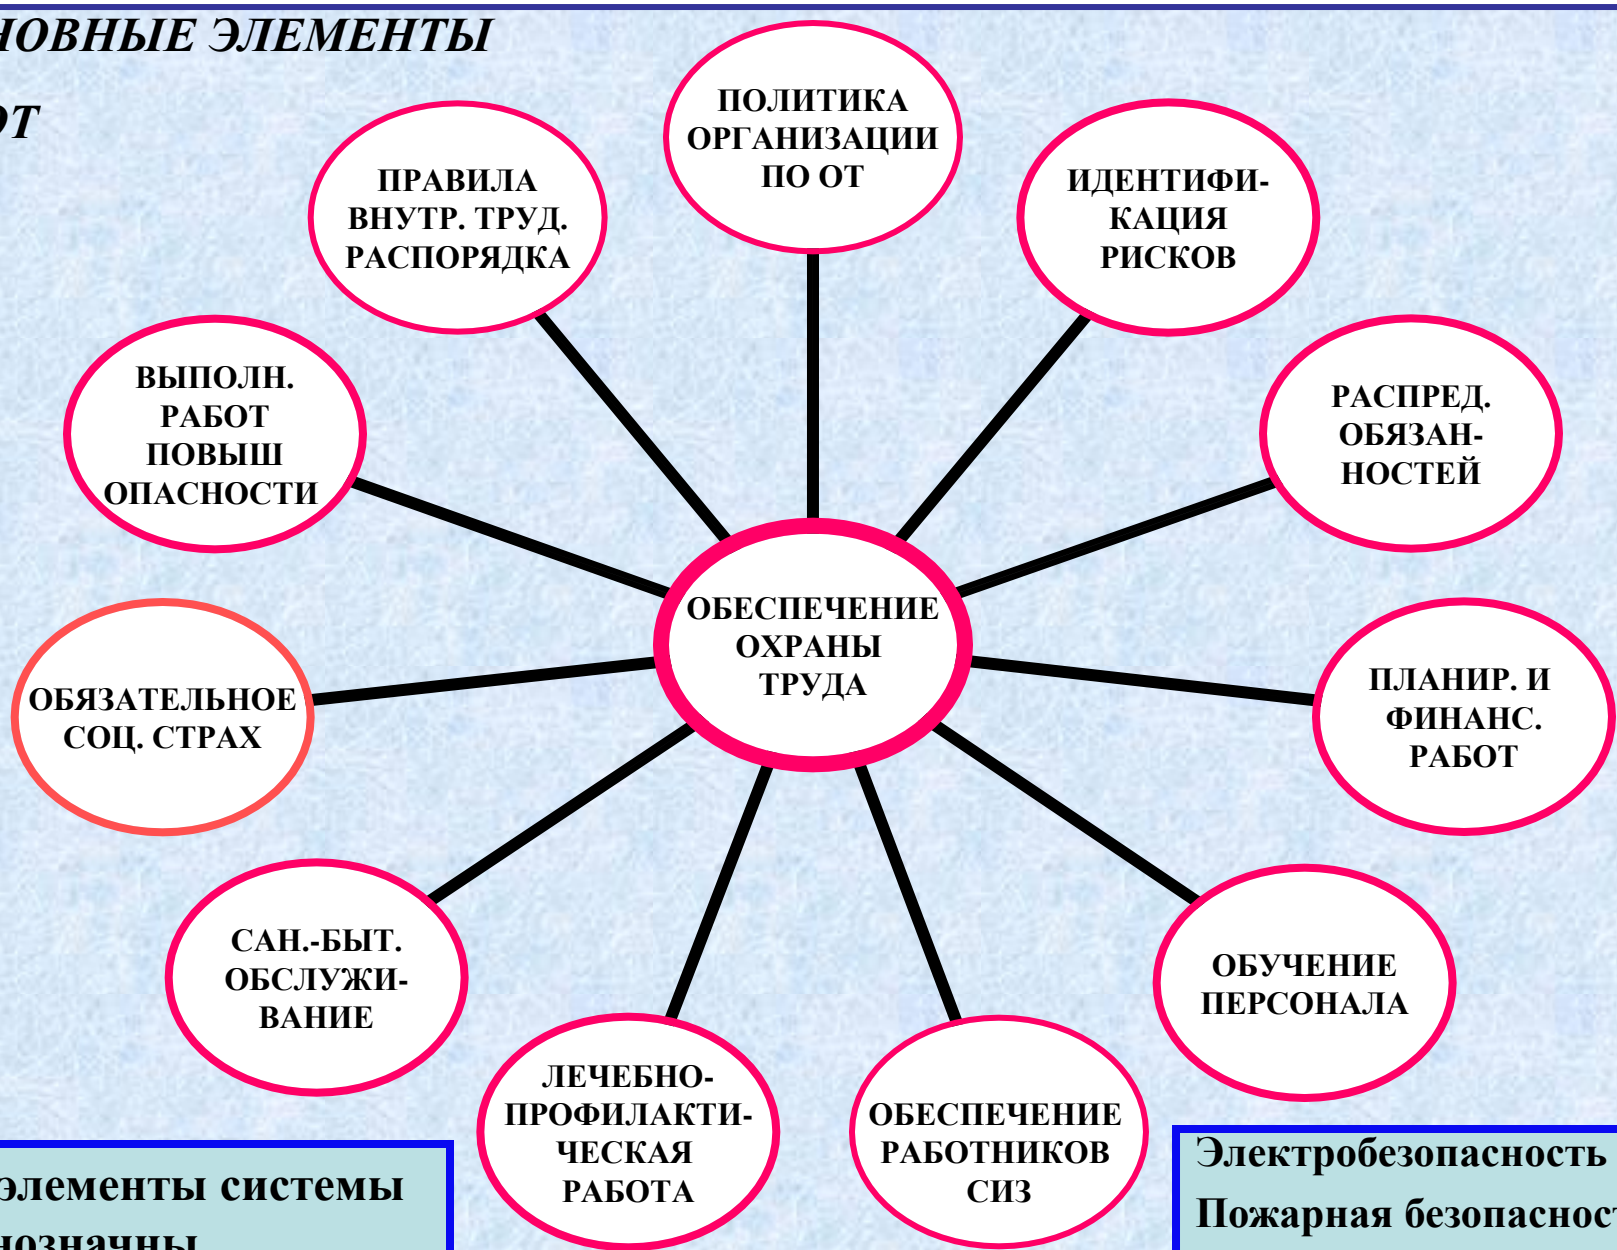 НОВНЫЕ ЭЛЕМЕНТЫ
ОТ
ПОЛИТИКА
ОРГАНИЗАЦИИ
ПО ОТ
ПРАВИЛА
ВНУТР. ТРУД.
РАСПОРЯДКА
ИДЕНТИФИ-
КАЦИЯ
РИСКОВ
ВЫПОЛН.
РАБОТ
ПОВЫШ
ОПАСНОСТИ
РАСПРЕД.
ОБЯЗАН-
НОСТЕЙ
ОБЕСПЕЧЕНИЕ
ОХРАНЫ
ТРУДА
ОБЯЗАТЕЛЬНОЕ
СОЦ. СТРАХ
ПЛАНИР. И
ФИНАНС.
РАБОТ
САН.-БЫТ.
ОБСЛУЖИ-
ВАНИЕ
ОБУЧЕНИЕ
ПЕРСОНАЛА
ЛЕЧЕБНО-
ПРОФИЛАКТИ-
ЧЕСКАЯ
РАБОТА
ОБЕСПЕЧЕНИЕ
РАБОТНИКОВ
СИЗ
элементы системы
нозначны
Электробезопасность
Пожарная безопасност